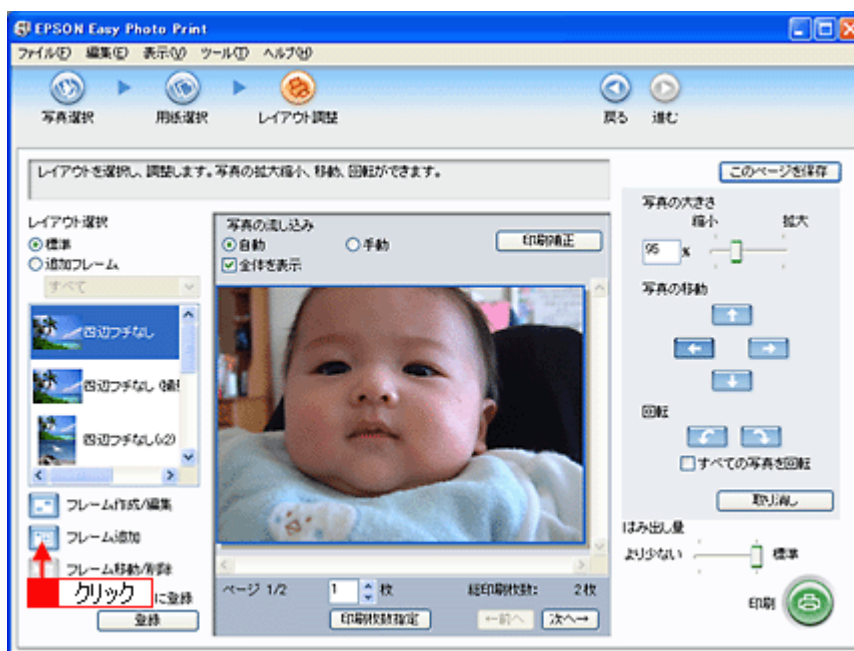 EPSON Easy Photo Print
ファイル(F) 編集(E) 表示(V) ツール(T) ヘルプ(H)
写真選択 用紙選択 レイアウト調整 戻る 進む
レイアウトを選択し、調整します。写真の拡大縮小、移動、回転ができます。
このページを保存
レイアウト選択
標準
追加フレーム
すべて
四辺フチなし
四辺フチなし
四辺フチなし(x2)
フレーム作成/編集
フレーム追加
フレーム移動/削除
クリック
に登録
登録
写真の流し込み
自動 手動
全体を表示
印刷補正
ページ 1/2 1 枚 総印刷枚数: 2枚
印刷枚数指定 ←前へ 次へ→
写真の大きさ
縮小 拡大
95 %
写真の移動
回転
すべての写真を回転
取り消し
はみ出し量
より少ない 標準
印刷